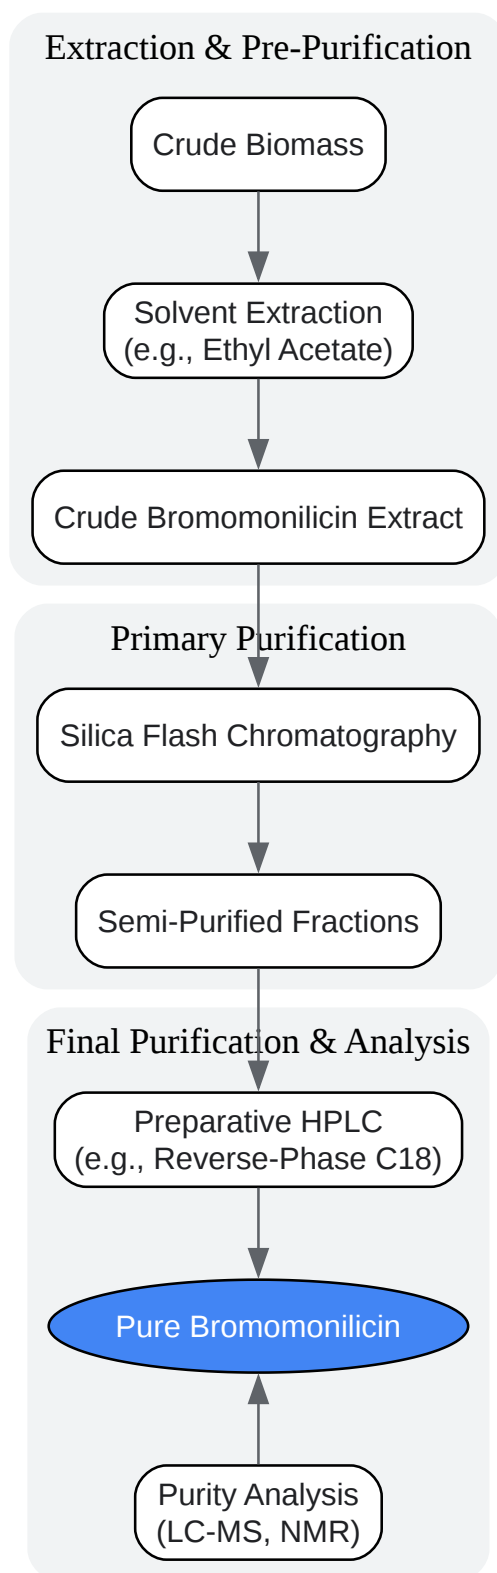 Extraction & Pre-Purification
Crude Biomass
Solvent Extraction
(e.g., Ethyl Acetate)
Crude Bromomonilicin Extract
Primary Purification
Silica Flash Chromatography
Semi-Purified Fractions
Final Purification & Analysis
Preparative HPLC
(e.g., Reverse-Phase C18)
Pure Bromomonilicin
Purity Analysis
(LC-MS, NMR)